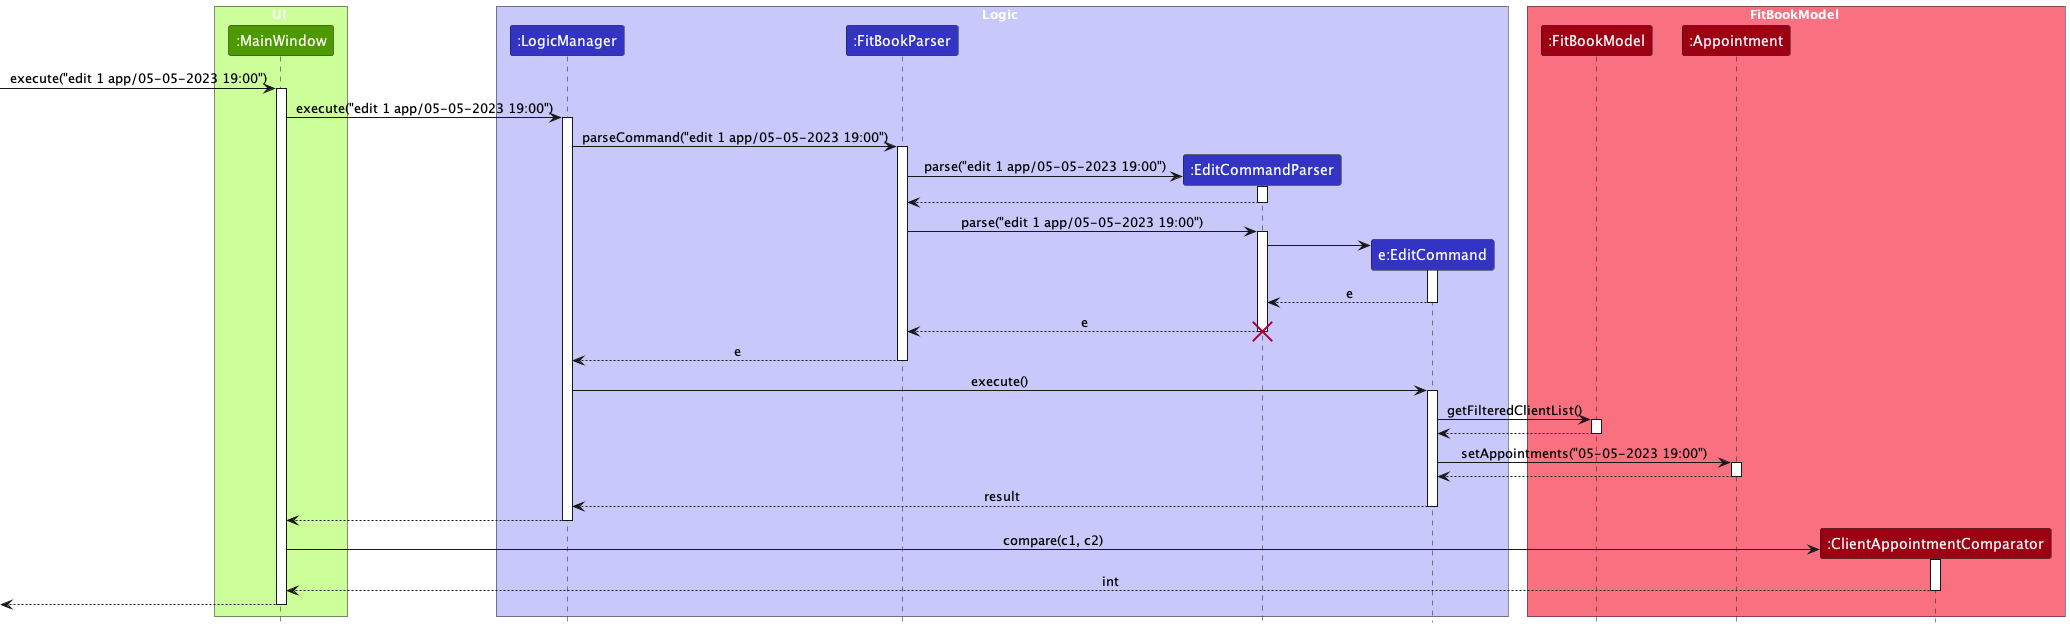 UI
Logic
FitBookModel
:MainWindow
:LogicManager
:FitBookParser
:FitBookModel
:Appointment
execute("edit 1 app/05-05-2023 19:00")
execute("edit 1 app/05-05-2023 19:00")
parseCommand("edit 1 app/05-05-2023 19:00")
parse("edit 1 app/05-05-2023 19:00")
:EditCommandParser
parse("edit 1 app/05-05-2023 19:00")
e:EditCommand
e
e
e
execute()
getFilteredClientList()
setAppointments("05-05-2023 19:00")
result
compare(c1, c2)
:ClientAppointmentComparator
int